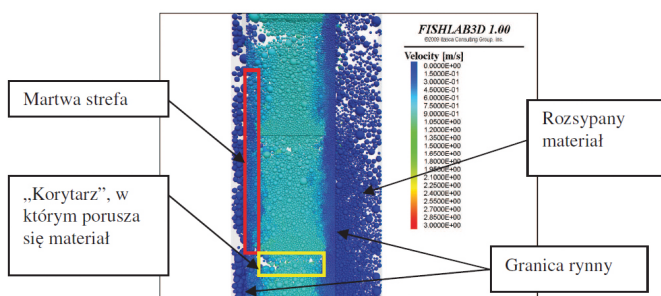 FISHLAB3D 1.00
©2009 Itasca Consulting Group, Inc.
Velocity [m/s]
0.0000E+00
1.5000E-01
3.0000E-01
4.5000E-01
6.0000E-01
7.5000E-01
9.0000E-01
1.0500E+00
1.2000E+00
1.3500E+00
1.5000E+00
1.6500E+00
1.8000E+00
1.9500E+00
2.1000E+00
2.2500E+00
2.4000E+00
2.5500E+00
2.7000E+00
2.8500E+00
3.0000E+00
Martwa strefa
„Korytarz”, w
którym porusza
się materiał
Rozsypany
materiał
Granica rynny